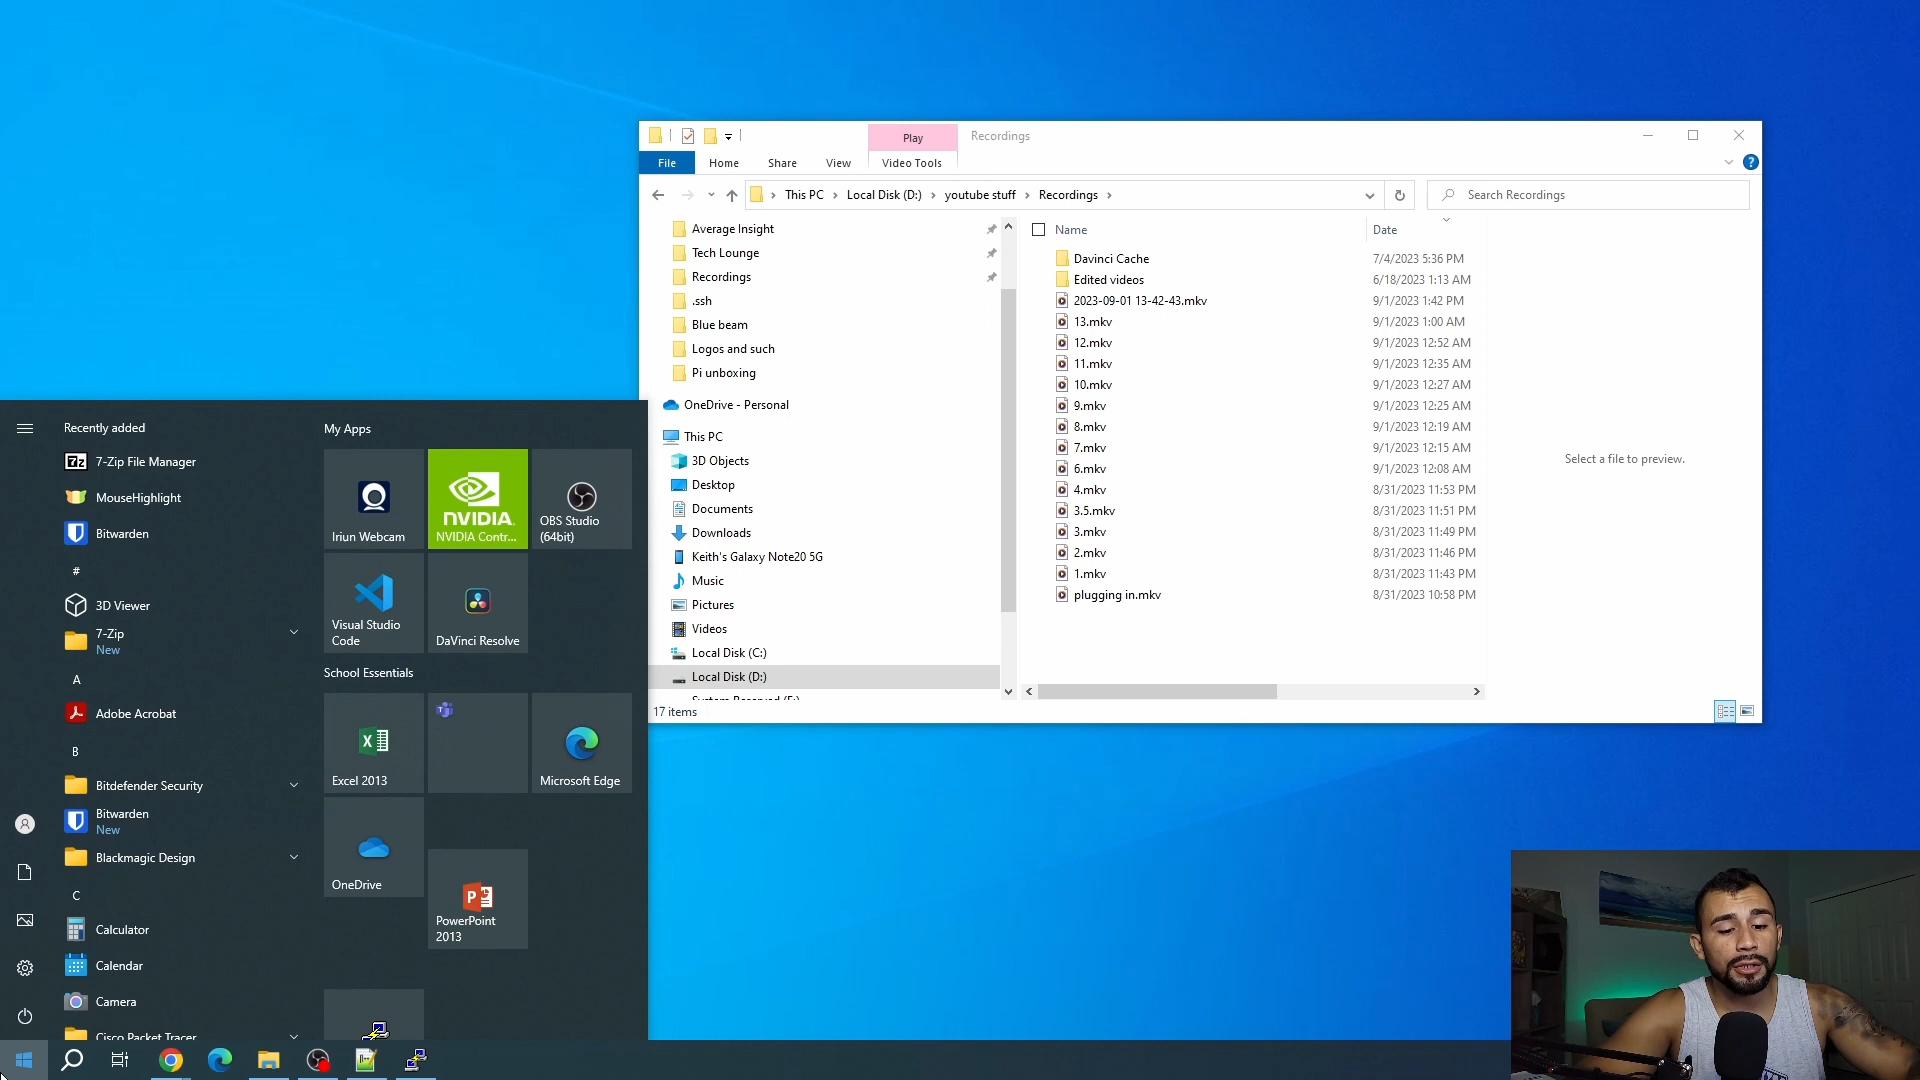 Play
Recordings
File
Home
Share
View
Video Tools
This PC
Local Disk (D:)
youtube stuff
Recordings
Search Recordings
Average Insight
Tech Lounge
Recordings
.ssh
Blue beam
Logos and such
Pi unboxing
OneDrive - Personal
This PC
3D Objects
Desktop
Documents
Downloads
Keith's Galaxy Note20 5G
Music
Pictures
Videos
Local Disk (C:)
Local Disk (D:)
17 items
Name Date
Davinci Cache 7/4/2023 5:36 PM
Edited videos 6/18/2023 1:13 AM
2023-09-01 13-42-43.mkv 9/1/2023 1:42 PM
13.mkv 9/1/2023 1:00 AM
12.mkv 9/1/2023 12:52 AM
11.mkv 9/1/2023 12:35 AM
10.mkv 9/1/2023 12:27 AM
9.mkv 9/1/2023 12:25 AM
8.mkv 9/1/2023 12:19 AM
7.mkv 9/1/2023 12:15 AM
6.mkv 9/1/2023 12:08 AM
4.mkv 8/31/2023 11:53 PM
3.5.mkv 8/31/2023 11:51 PM
3.mkv 8/31/2023 11:49 PM
2.mkv 8/31/2023 11:46 PM
1.mkv 8/31/2023 11:43 PM
plugging in.mkv 8/31/2023 10:58 PM
Select a file to preview.
Recently added
7-Zip File Manager
MouseHighlight
Bitwarden
#
3D Viewer
7-Zip
New
A
Adobe Acrobat
B
Bitdefender Security
Bitwarden
New
Blackmagic Design
C
Calculator
Calendar
Camera
Cisco Packet Tracer
My Apps
Iriun Webcam
NVIDIA.
NVIDIA Contr...
OBS Studio
(64bit)
Visual Studio
Code
DaVinci Resolve
School Essentials
Excel 2013
Microsoft Edge
OneDrive
PowerPoint
2013